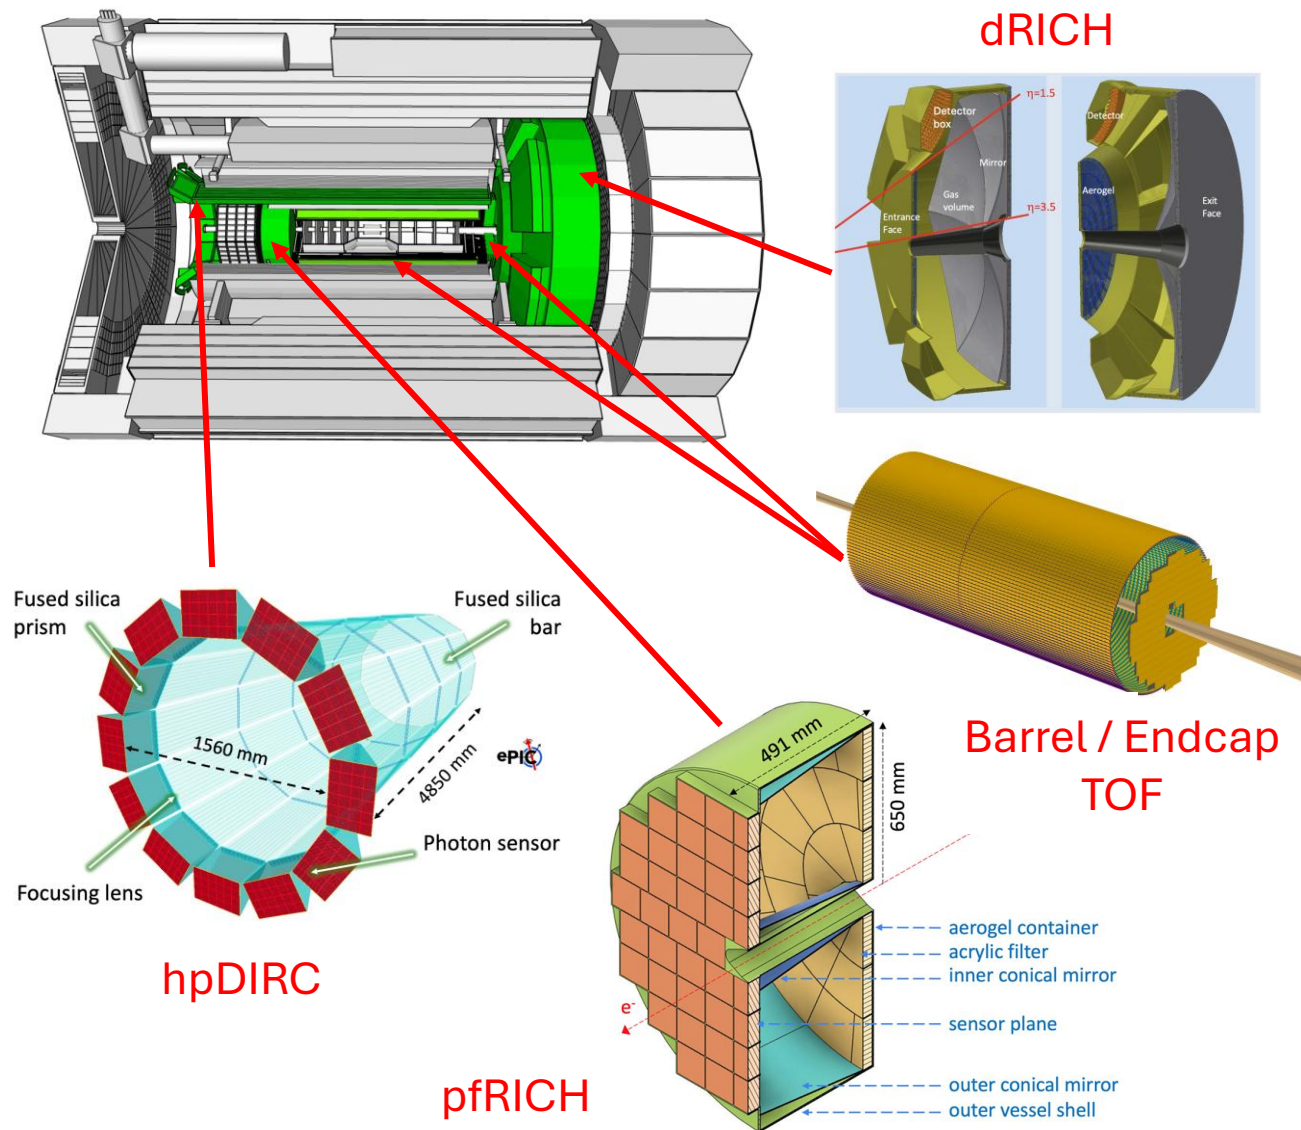 dRICH
Detector
box
η=1.5
Mirror
Gas
volume
Entrance
Face
η=3.5
Detector
Aerogel
Exit
Face
Fused silica
prism
Fused silica
bar
1560 mm
4850 mm
ePIC
Focusing lens
Photon sensor
hpDIRC
Barrel / Endcap
TOF
491 mm
650 mm
aerogel container
acrylic filter
inner conical mirror
e⁻
sensor plane
outer conical mirror
outer vessel shell
pfRICH